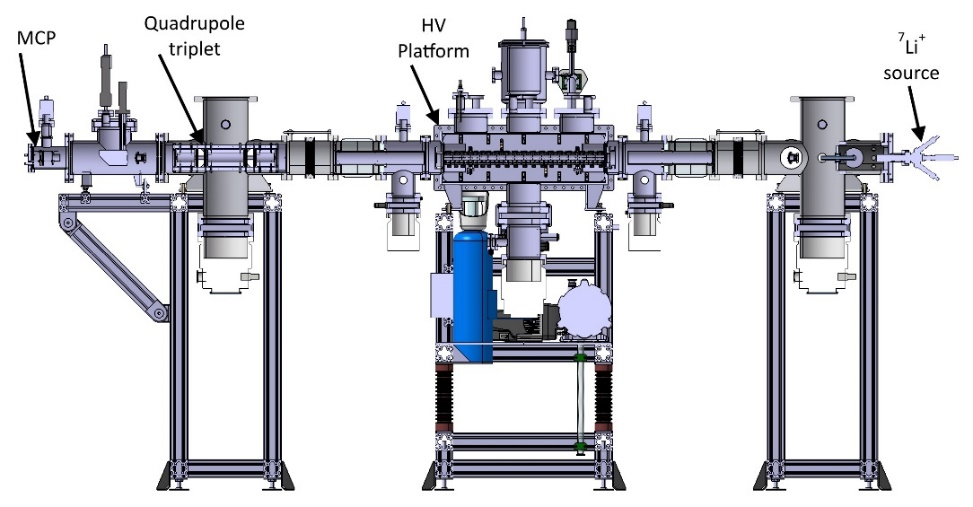 MCP
Quadrupole
triplet
HV
Platform
⁷Li⁺
source